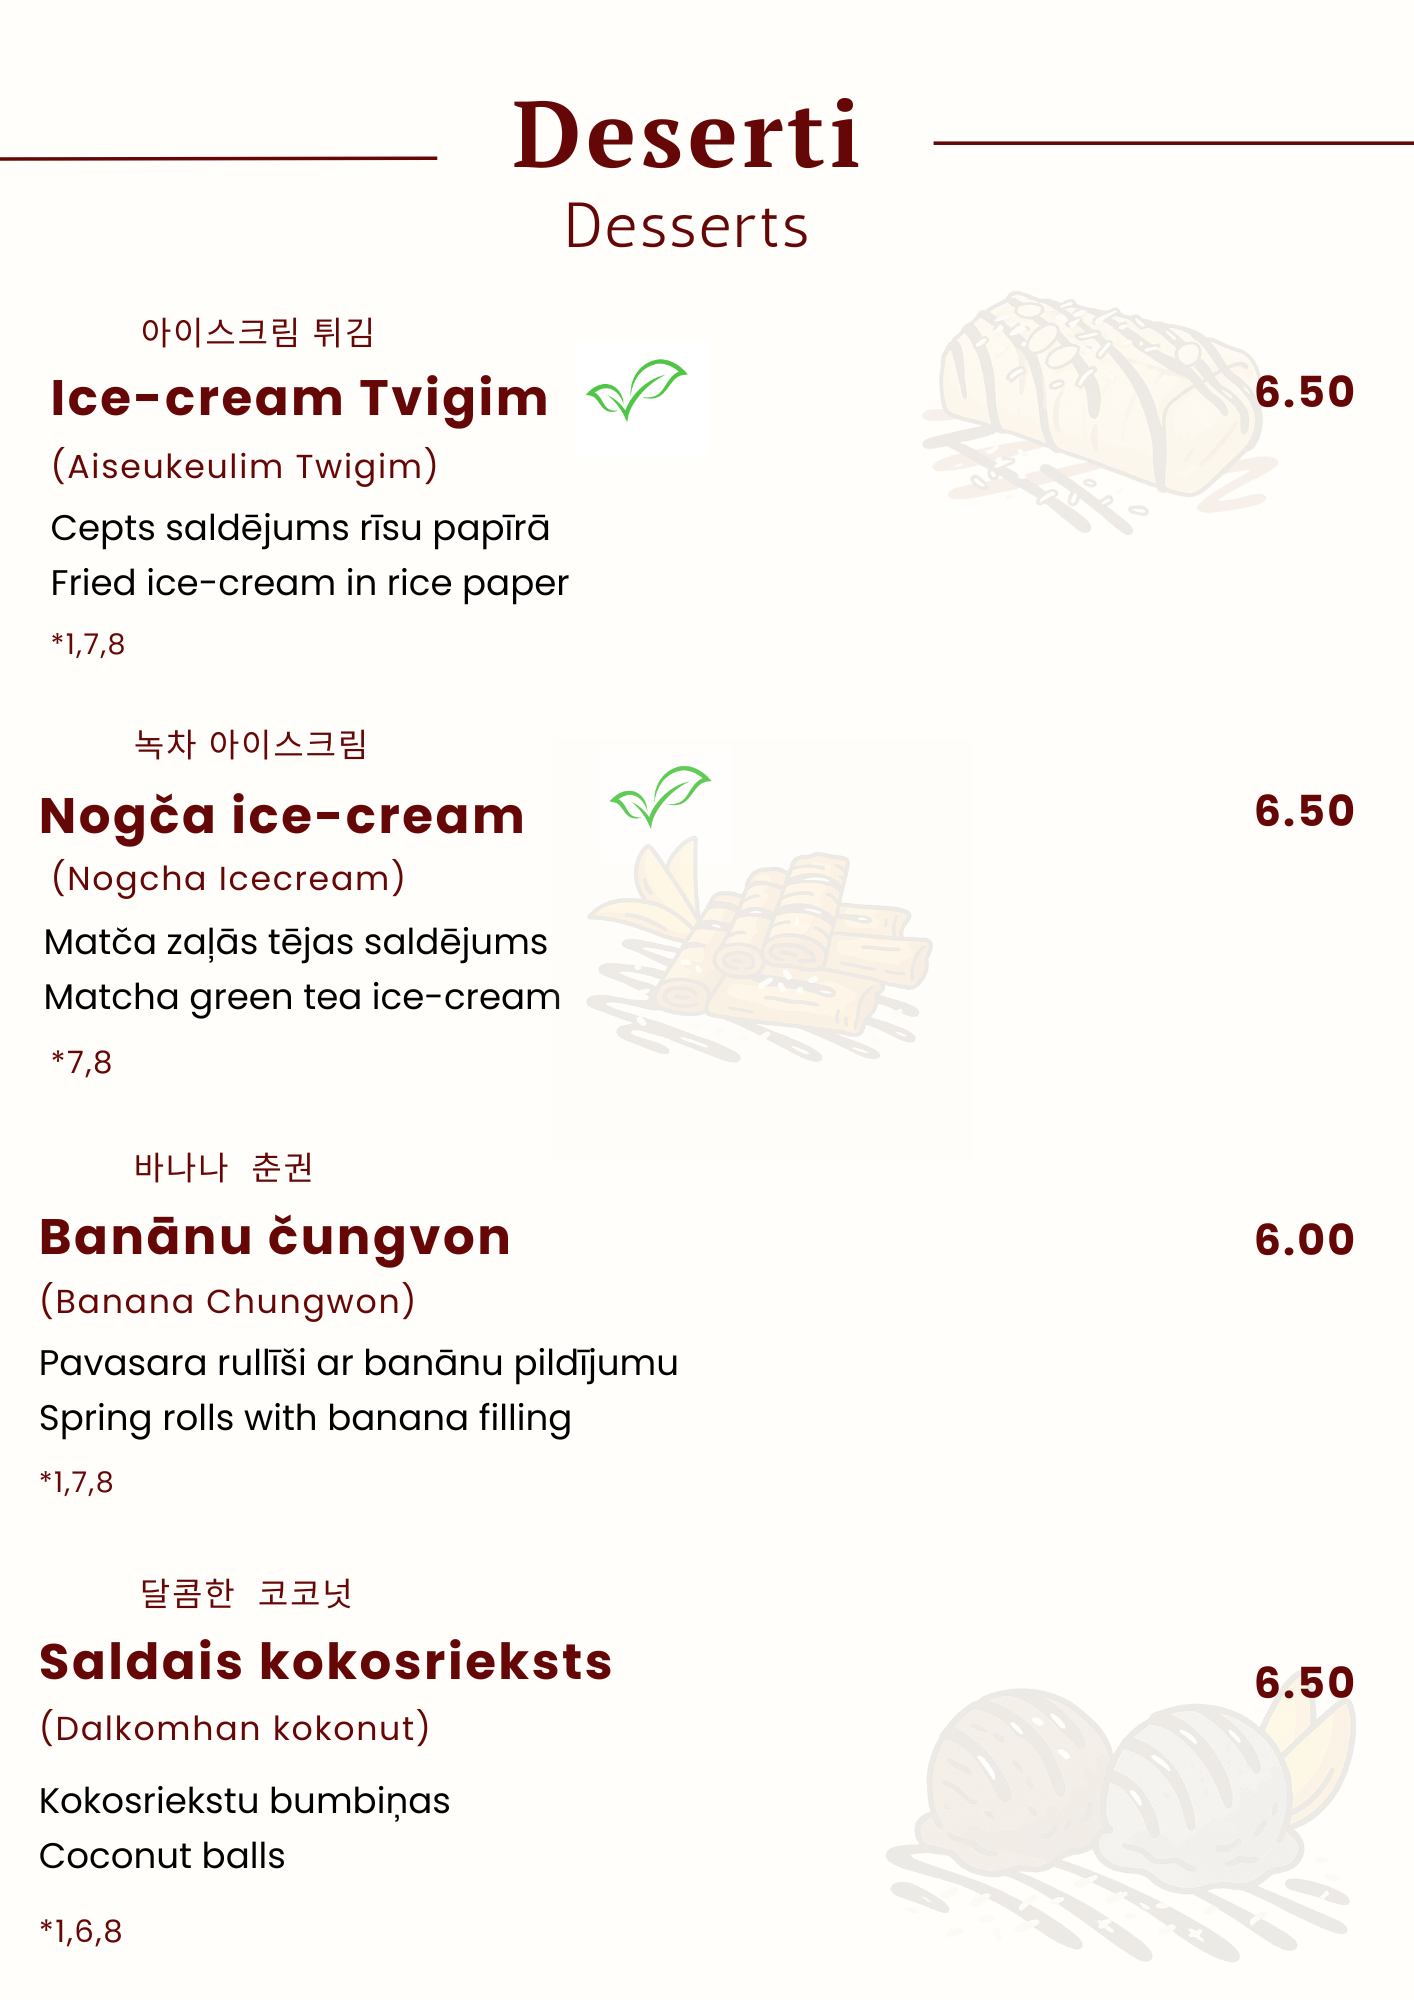 Deserti
Desserts
아이스크림 튀김
Ice-cream Tvigim
6.50
(Aiseukeulim Twigim)
Cepts saldējums rīsu papīrā
Fried ice-cream in rice paper
*1,7,8
녹차 아이스크림
Nogča ice-cream
6.50
(Nogcha Icecream)
Matča zaļās tējas saldējums
Matcha green tea ice-cream
*7,8
바나나 춘권
Banānu čungvon
6.00
(Banana Chungwon)
Pavasara rullīši ar banānu pildījumu
Spring rolls with banana filling
*1,7,8
달콤한 코코넛
Saldais kokosrieksts
6.50
(Dalkomhan kokonut)
Kokosriekstu bumbiņas
Coconut balls
*1,6,8